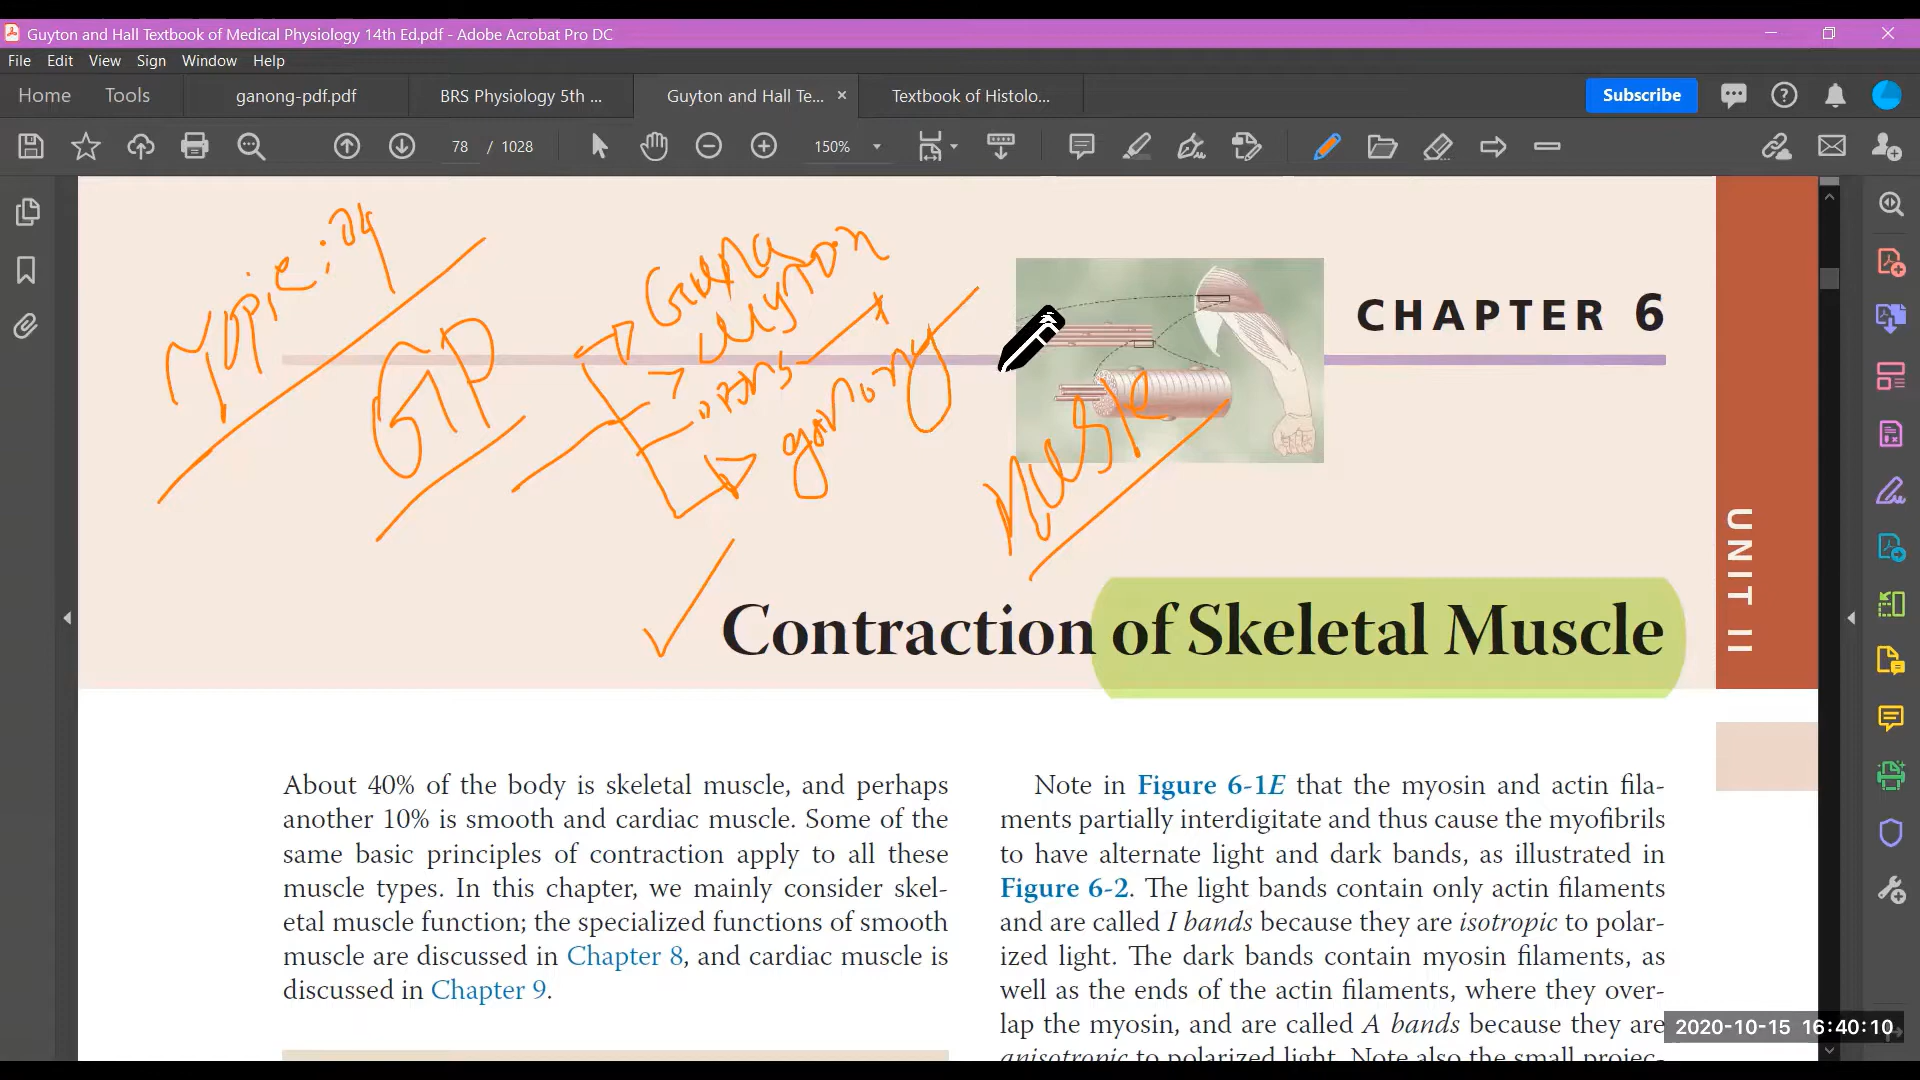 Guyton and Hall Textbook of Medical Physiology 14th Ed.pdf - Adobe Acrobat Pro DC
File Edit View Sign Window Help
Home Tools ganong-pdf.pdf BRS Physiology 5th ... Guyton and Hall Te... × Textbook of Histolo... Subscribe
78 / 1028 150%
Topic:
GP
ganong
CHAPTER 6
UNIT II
Contraction of Skeletal Muscle
About 40% of the body is skeletal muscle, and perhaps
another 10% is smooth and cardiac muscle. Some of the
same basic principles of contraction apply to all these
muscle types. In this chapter, we mainly consider skel-
etal muscle function; the specialized functions of smooth
muscle are discussed in Chapter 8, and cardiac muscle is
discussed in Chapter 9.
Note in Figure 6-1E that the myosin and actin fila-
ments partially interdigitate and thus cause the myofibrils
to have alternate light and dark bands, as illustrated in
Figure 6-2. The light bands contain only actin filaments
and are called I bands because they are isotropic to polar-
ized light. The dark bands contain myosin filaments, as
well as the ends of the actin filaments, where they over-
lap the myosin, and are called A bands because they are
anisotropic to polarized light. Note also the small projec-
2020-10-15 16:40:10